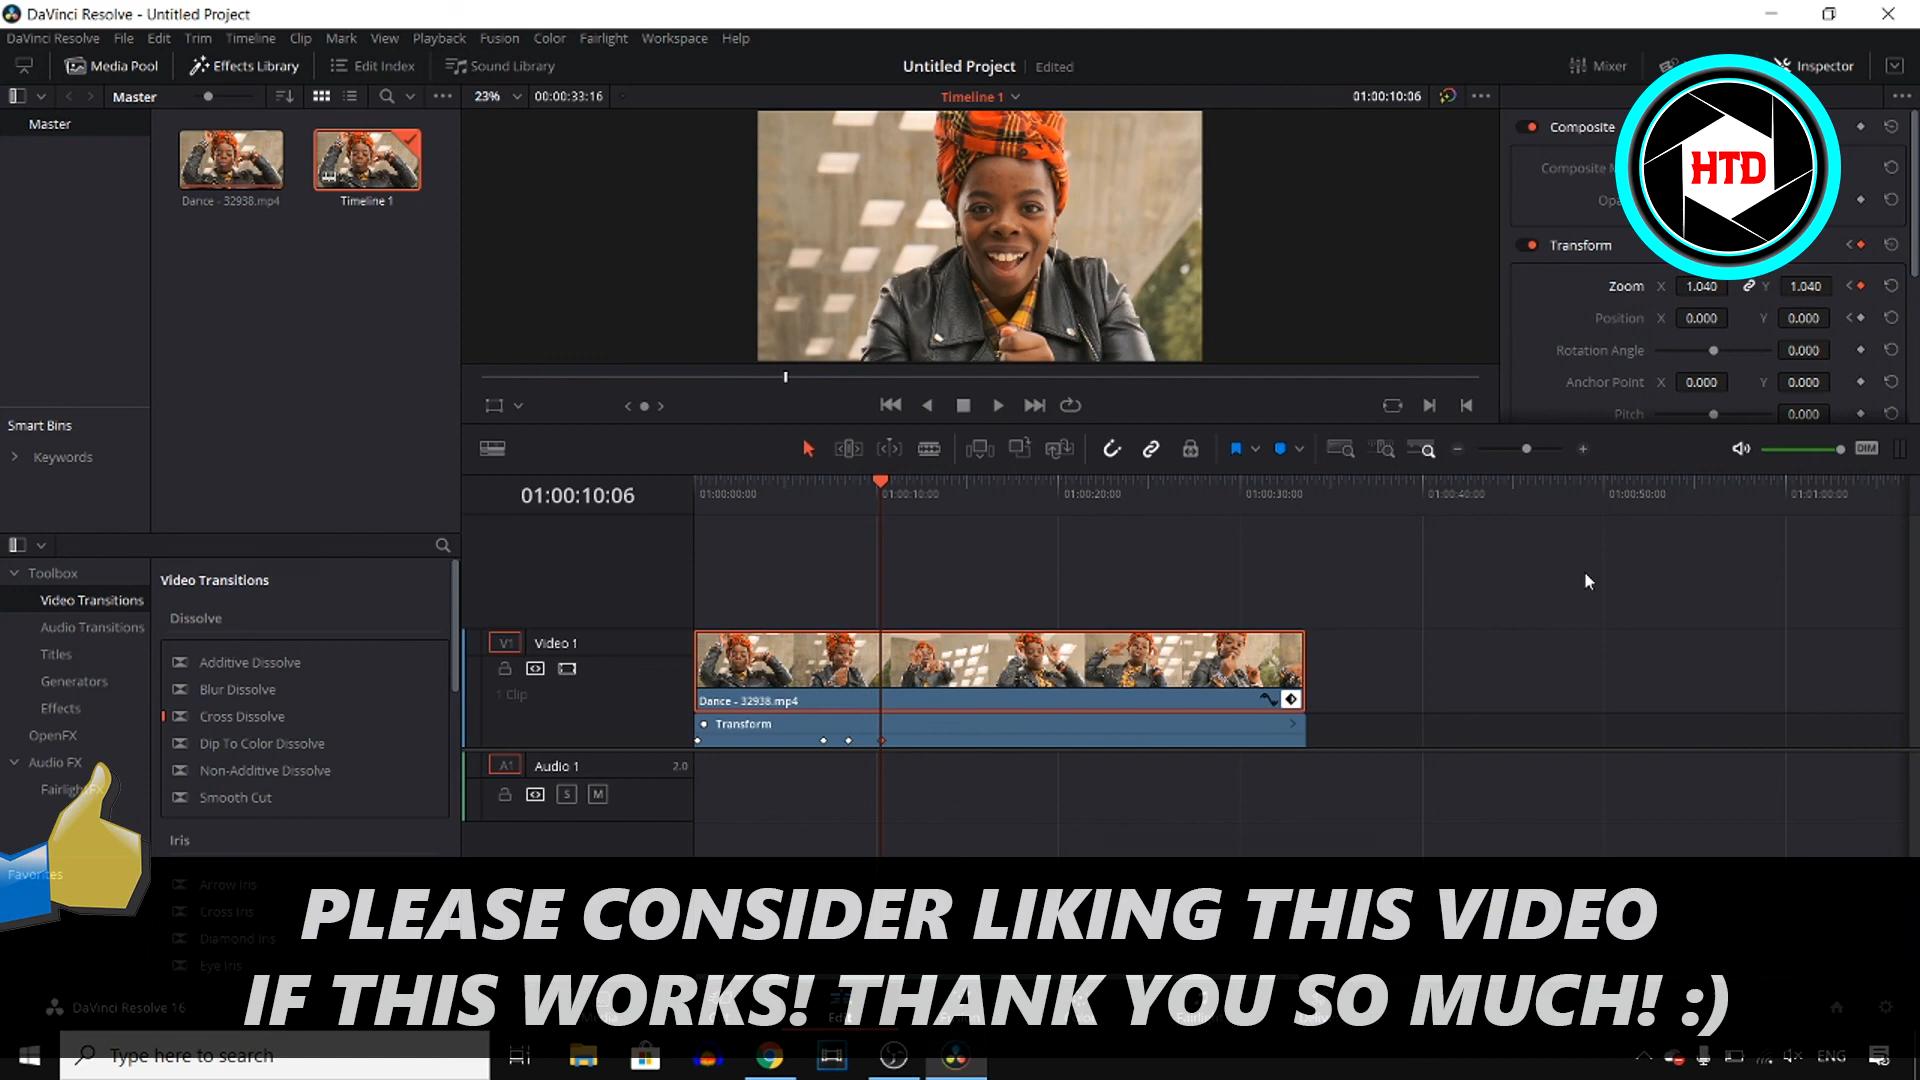 DaVinci Resolve - Untitled Project
DaVinci Resolve File Edit Trim Timeline Clip Mark View Playback Fusion Color Fairlight Workspace Help
Media Pool Effects Library Edit Index Sound Library Untitled Project Edited Mixer Inspector
Master 23% 00:00:33:16 Timeline 1 01:00:10:06
Master
Dance - 32938.mp4 Timeline 1
Composite
Composite
HTD
Transform
Zoom X 1.040 Y 1.040
Position X 0.000 Y 0.000
Rotation Angle 0.000
Anchor Point X 0.000 Y 0.000
Pitch 0.000
Smart Bins
Keywords
DIM
01:00:10:06 01:00:00:00 01:00:10:00 01:00:20:00 01:00:30:00 01:00:40:00 01:00:50:00 01:01:00:00
Toolbox
Video Transitions
Audio Transitions
Titles
Generators
Effects
OpenFX
Audio FX
Favorites
Video Transitions
Dissolve
Additive Dissolve
Blur Dissolve
Cross Dissolve
Dip To Color Dissolve
Non-Additive Dissolve
Smooth Cut
Iris
Arrow Iris
Cross Iris
Diamond Iris
Eye Iris
V1 Video 1
1 Clip
Dance - 32938.mp4
Transform
A1 Audio 1 2.0
S M
PLEASE CONSIDER LIKING THIS VIDEO
IF THIS WORKS! THANK YOU SO MUCH! :)
DaVinci Resolve 16
Edit
Type here to search
ENG